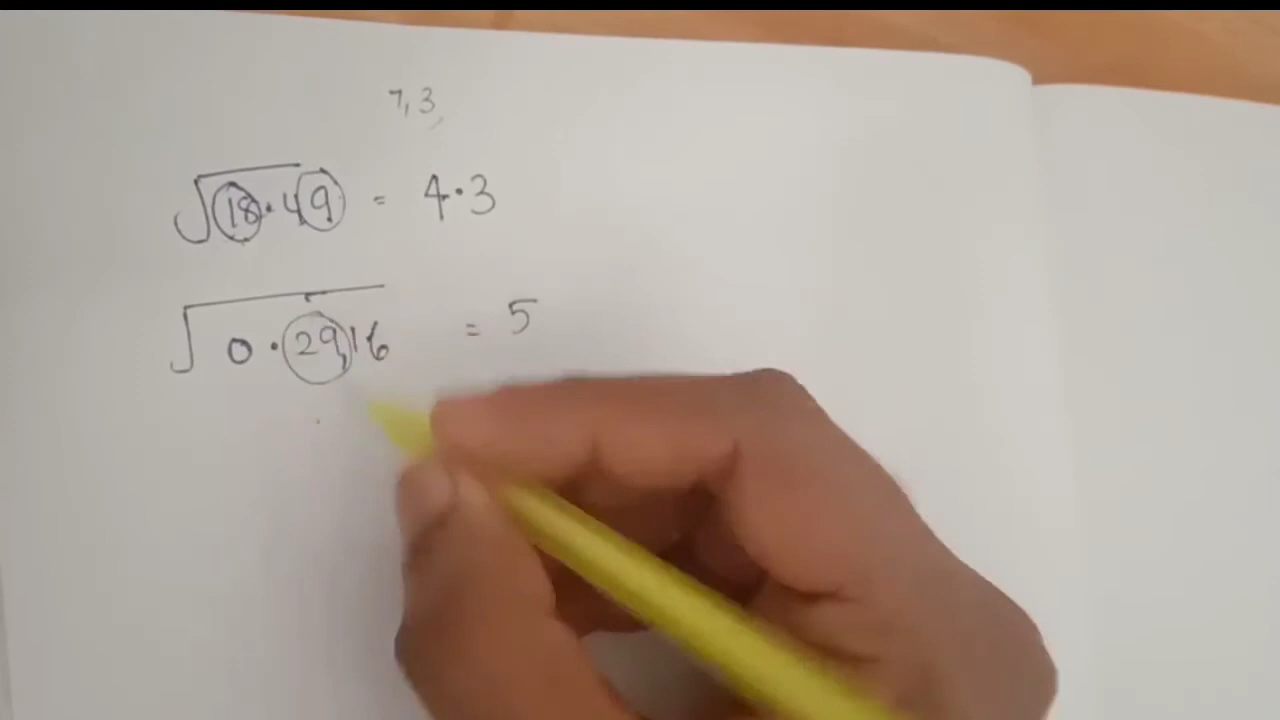 7, 3,
√18·49 = 4·3
√0·2916 = 5